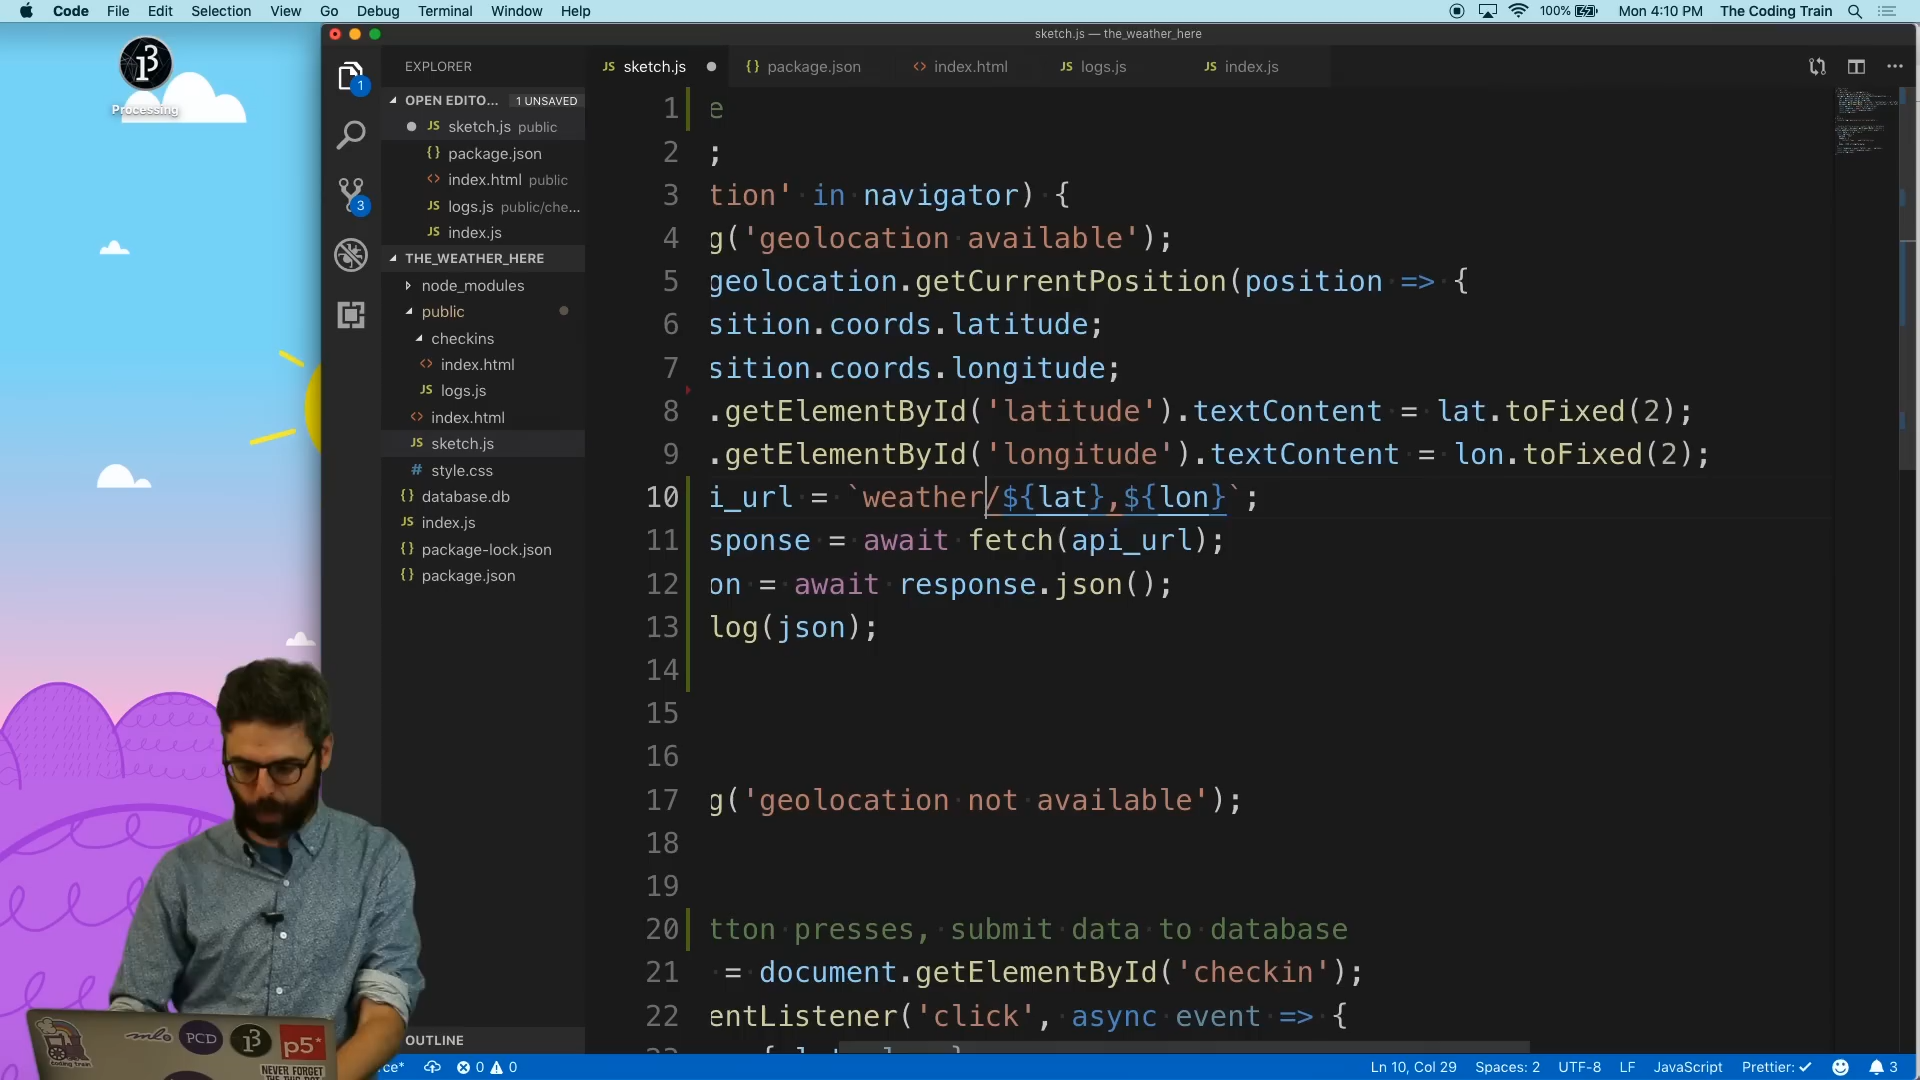 Code File Edit Selection View Go Debug Terminal Window Help
100% Mon 4:10 PM The Coding Train
sketch.js — the_weather_here
Processing
EXPLORER
OPEN EDITO... 1 UNSAVED
JS sketch.js public
{} package.json
<> index.html public
JS logs.js public/che...
JS index.js
THE_WEATHER_HERE
node_modules
public
checkins
<> index.html
JS logs.js
<> index.html
JS sketch.js
# style.css
{} database.db
JS index.js
{} package-lock.json
{} package.json
OUTLINE
1
3
JS sketch.js {} package.json <> index.html JS logs.js JS index.js
1 e
2 ;
3 tion' in navigator) {
4 g('geolocation available');
5 geolocation.getCurrentPosition(position => {
6 sition.coords.latitude;
7 sition.coords.longitude;
8 .getElementById('latitude').textContent = lat.toFixed(2);
9 .getElementById('longitude').textContent = lon.toFixed(2);
10 i_url = `weather/${lat},${lon}`;
11 sponse = await fetch(api_url);
12 on = await response.json();
13 log(json);
14
15
16
17 g('geolocation not available');
18
19
20 tton presses, submit data to database
21 = document.getElementById('checkin');
22 entListener('click', async event => {
rce* 0 0 Ln 10, Col 29 Spaces: 2 UTF-8 LF JavaScript Prettier: ✓ 3
mlo PCD p5*
Coding Train
NEVER FORGET